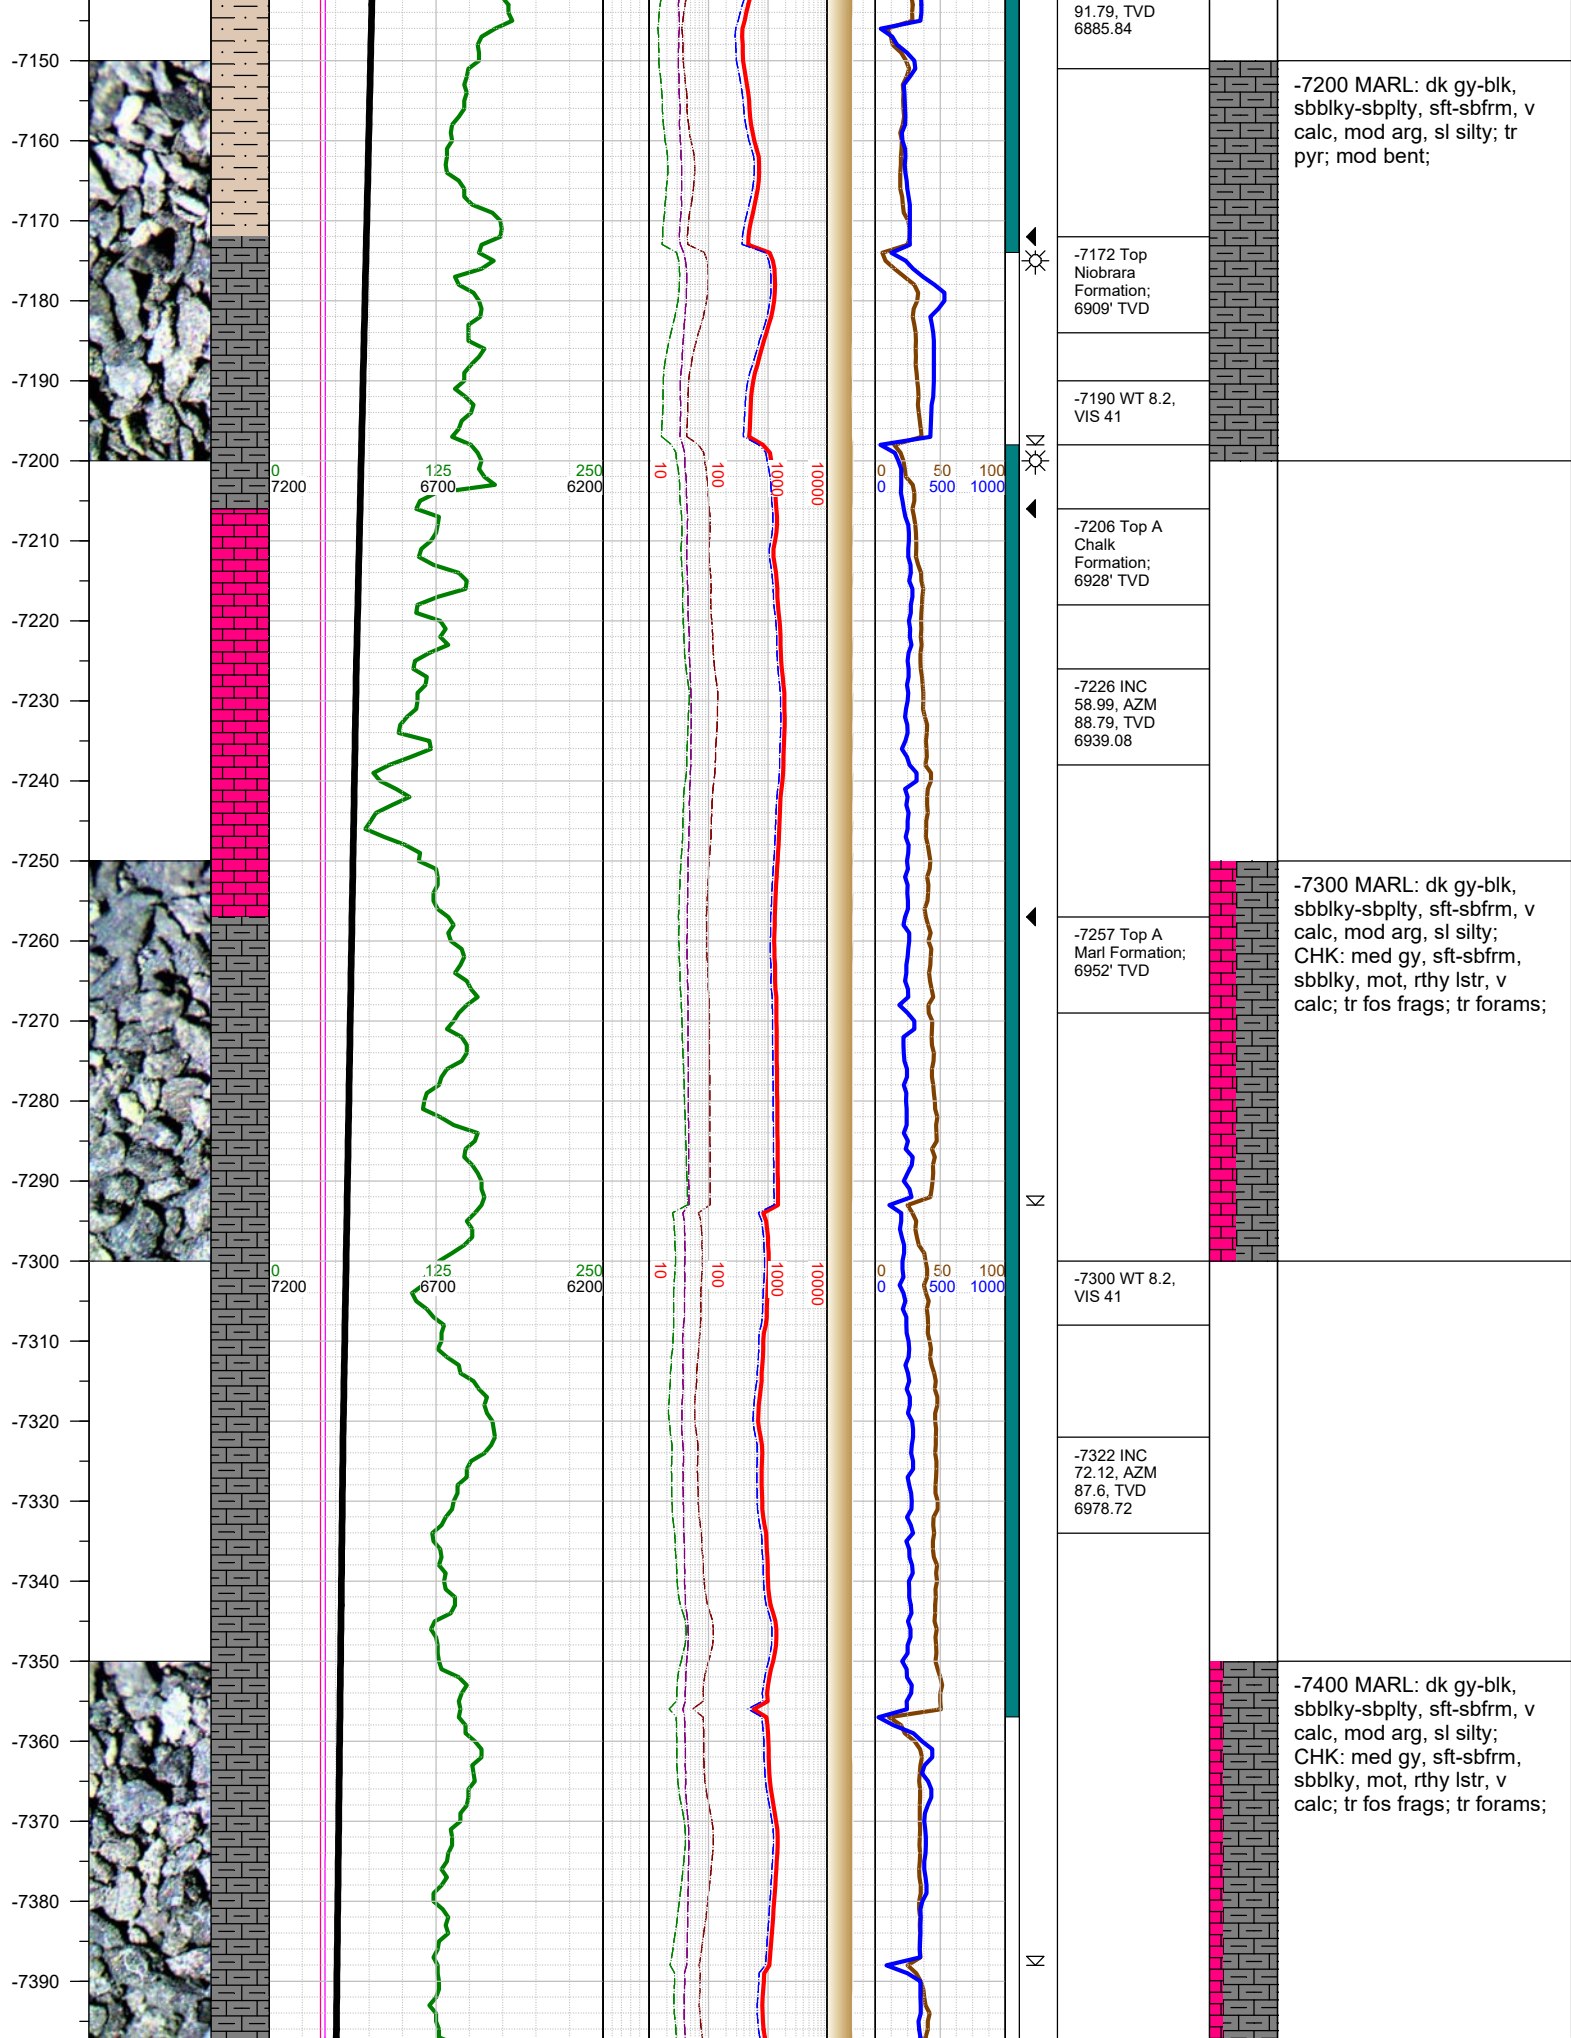 91.79, TVD
6885.84
-7150
-7200 MARL: dk gy-blk,
sbblky-sbplty, sft-sbfrm, v
calc, mod arg, sl silty; tr
pyr; mod bent;
-7160
-7170
-7172 Top
Niobrara
Formation;
6909' TVD
-7180
-7190
-7190 WT 8.2,
VIS 41
-7200
0 125 250 10 100 1000 10000 0 50 100
7200 6700 6200 0 500 1000
-7206 Top A
Chalk
Formation;
6928' TVD
-7210
-7220
-7226 INC
58.99, AZM
88.79, TVD
6939.08
-7230
-7240
-7250
-7300 MARL: dk gy-blk,
sbblky-sbplty, sft-sbfrm, v
calc, mod arg, sl silty;
CHK: med gy, sft-sbfrm,
sbblky, mot, rthy lstr, v
calc; tr fos frags; tr forams;
-7257 Top A
Marl Formation;
6952' TVD
-7260
-7270
-7280
-7290
-7300
0 125 250 10 100 1000 10000 0 50 100
7200 6700 6200 0 500 1000
-7300 WT 8.2,
VIS 41
-7310
-7320
-7322 INC
72.12, AZM
87.6, TVD
6978.72
-7330
-7340
-7350
-7400 MARL: dk gy-blk,
sbblky-sbplty, sft-sbfrm, v
calc, mod arg, sl silty;
CHK: med gy, sft-sbfrm,
sbblky, mot, rthy lstr, v
calc; tr fos frags; tr forams;
-7360
-7370
-7380
-7390